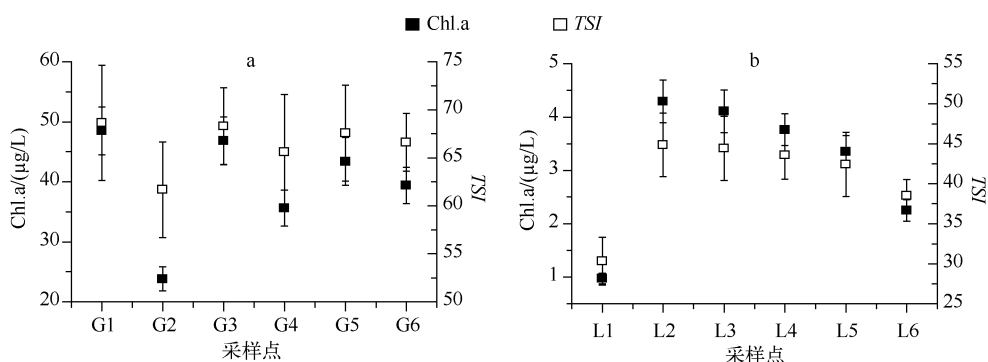 Chl.a TSI
a
Chl.a/(μg/L)
60
50
40
30
20
75
70
65
60
55
50
TSI
G1 G2 G3 G4 G5 G6
采样点
b
Chl.a/(μg/L)
5
4
3
2
1
55
50
45
40
35
30
25
TSI
L1 L2 L3 L4 L5 L6
采样点